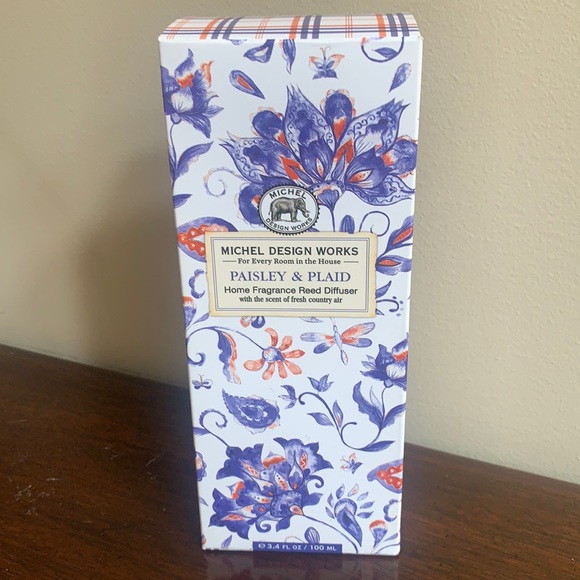 MICHEL
DESIGN WORKS
MICHEL DESIGN WORKS
For Every Room in the House
PAISLEY & PLAID
Home Fragrance Reed Diffuser
with the scent of fresh country air
℮ 3.4 FL OZ / 100 ML